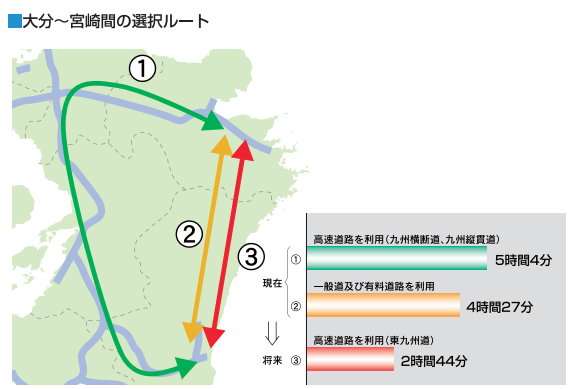 ■大分～宮崎間の選択ルート
①
②
③
高速道路を利用(九州横断道、九州縦貫道)
① 5時間4分
現在
一般道及び有料道路を利用
② 4時間27分
高速道路を利用(東九州道)
将来 ③ 2時間44分